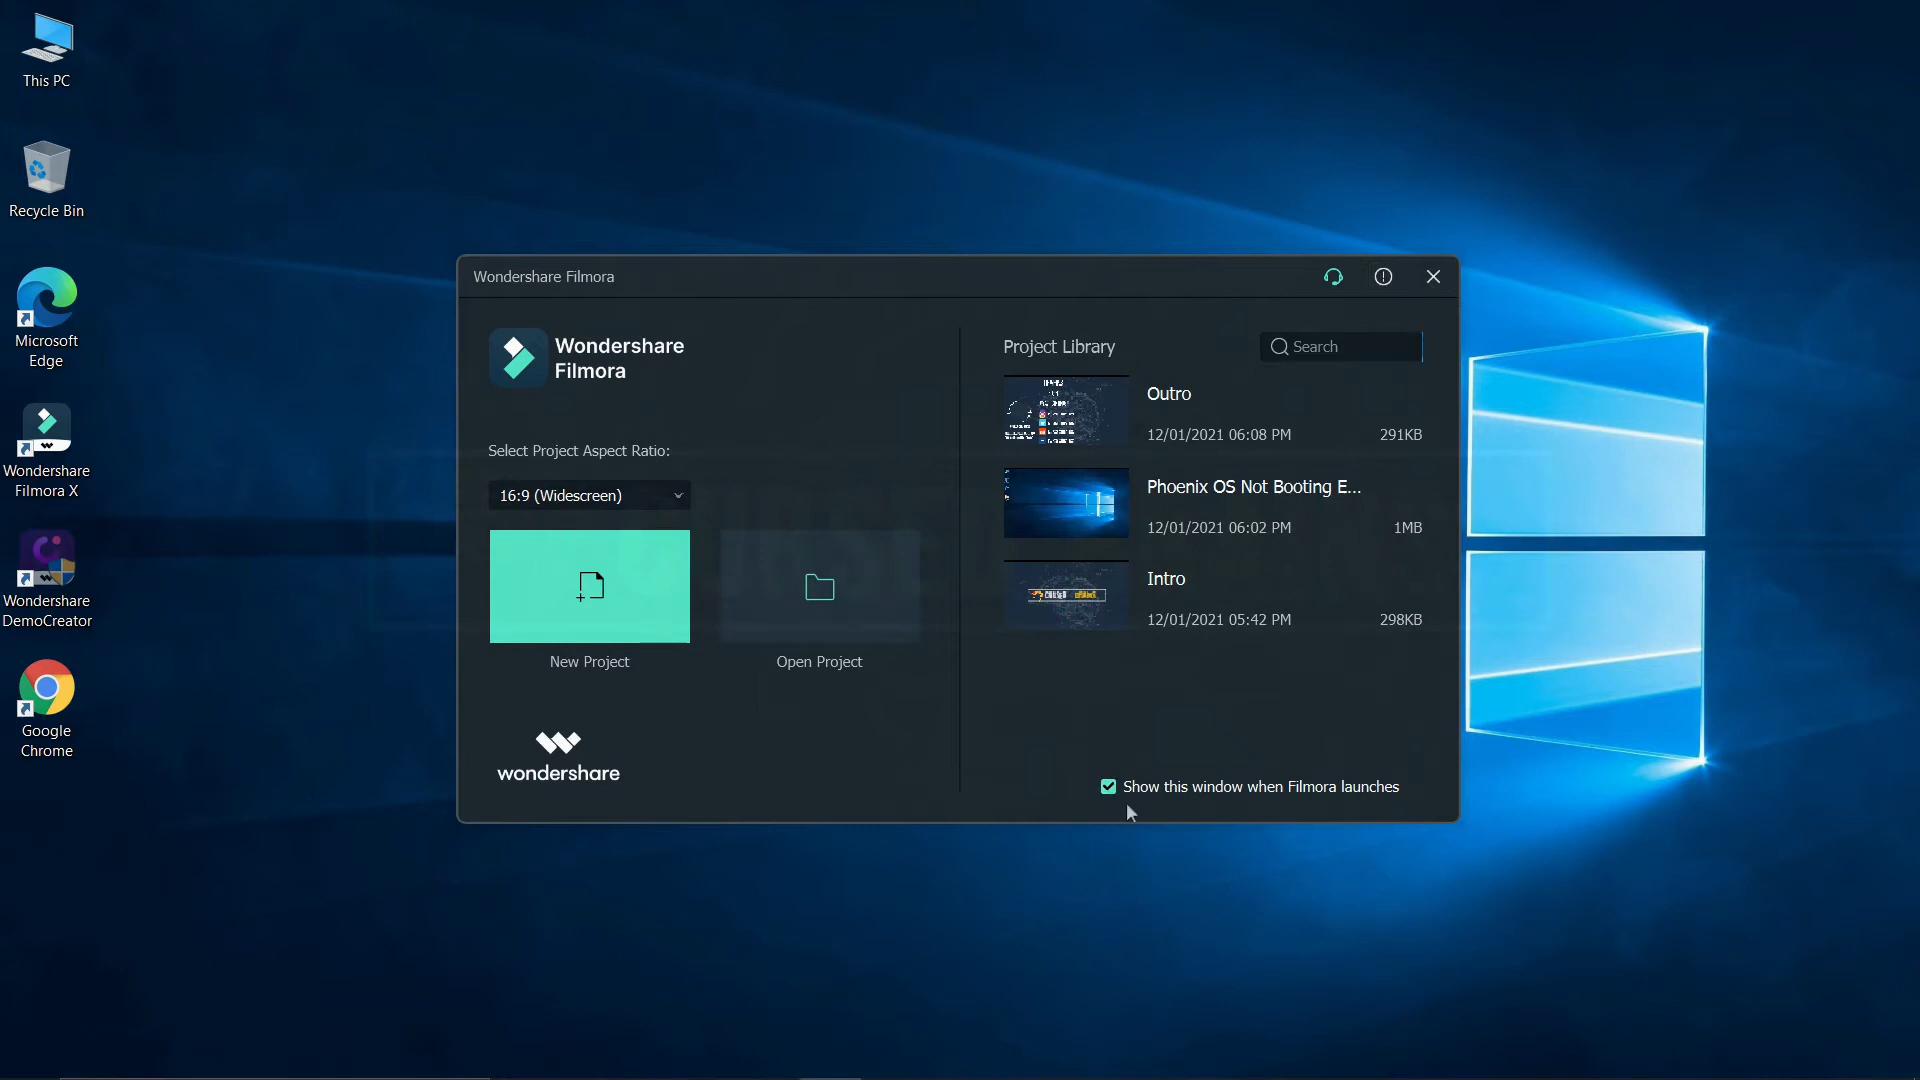 This PC
Recycle Bin
Microsoft
Edge
Wondershare
Filmora X
Wondershare
DemoCreator
Google
Chrome
Wondershare Filmora
Wondershare
Filmora
Select Project Aspect Ratio:
16:9 (Widescreen)
New Project
Open Project
wondershare
Project Library
Search
Outro
12/01/2021 06:08 PM 291KB
Phoenix OS Not Booting E...
12/01/2021 06:02 PM 1MB
Intro
12/01/2021 05:42 PM 298KB
Show this window when Filmora launches